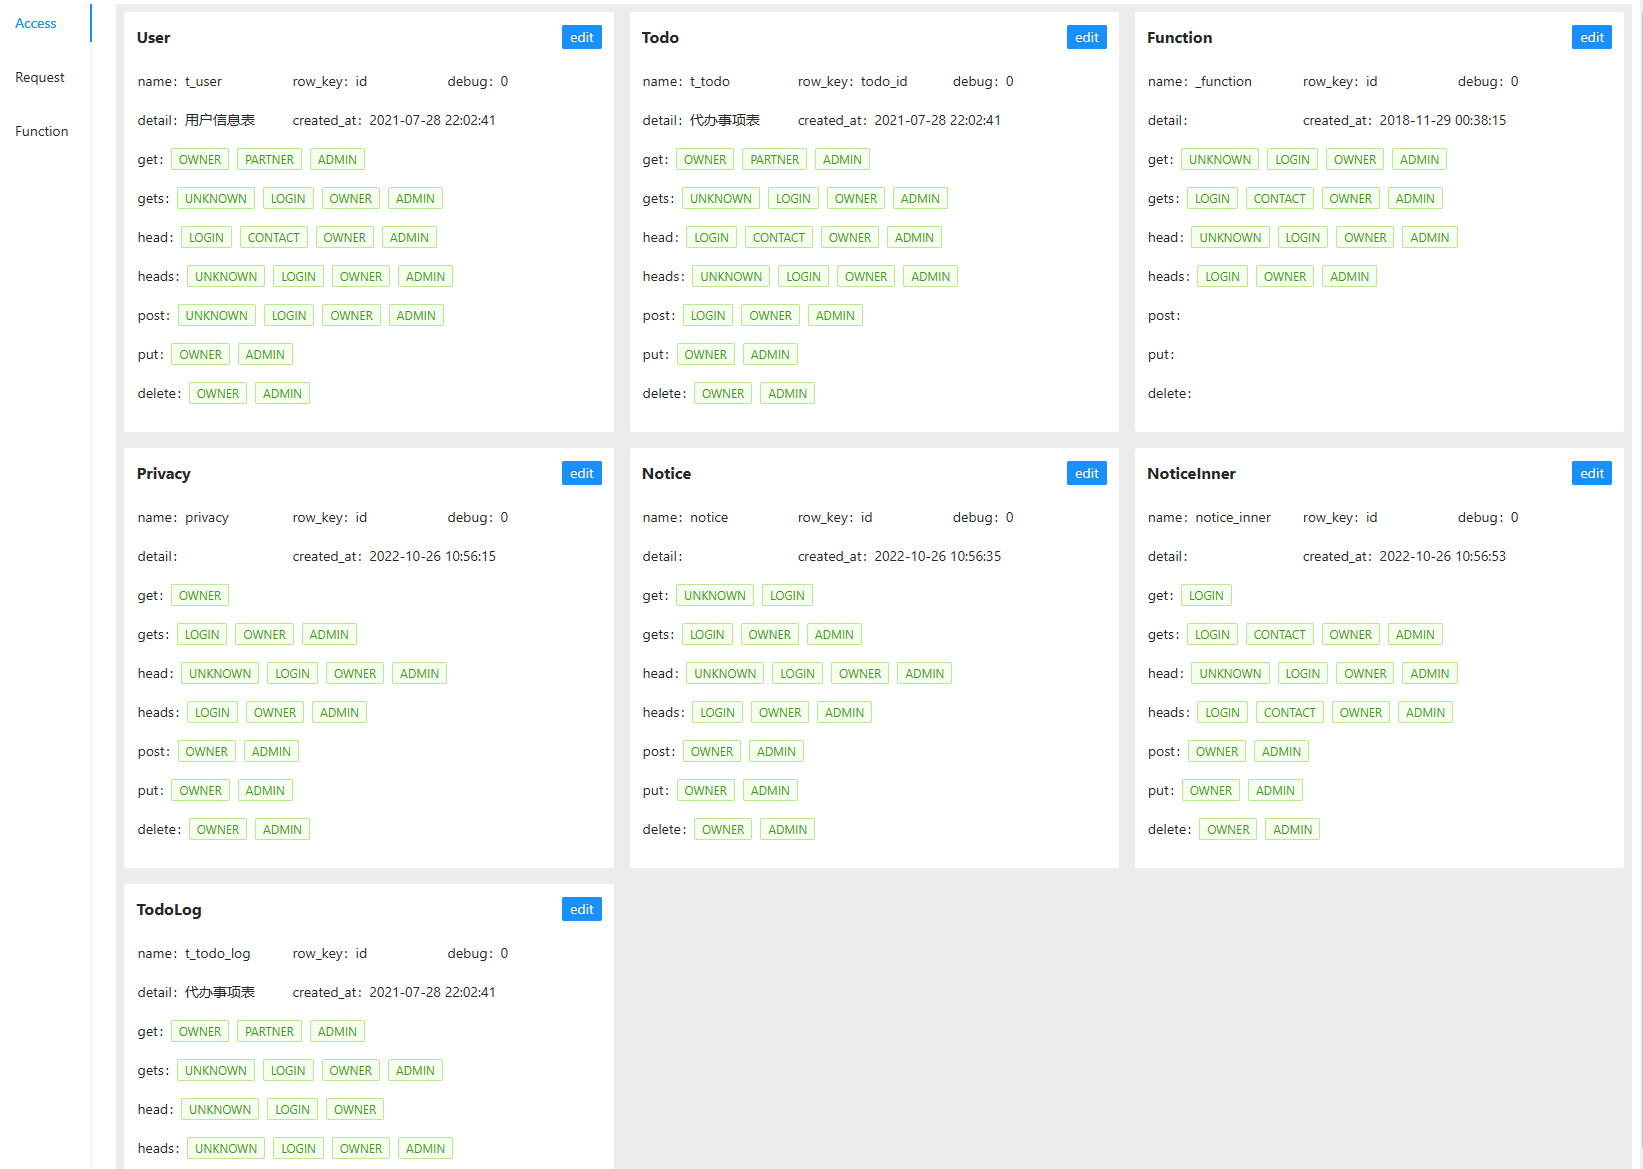 Access
Request
Function
User
edit
name：t_user row_key：id debug：0
detail：用户信息表 created_at：2021-07-28 22:02:41
get： OWNER PARTNER ADMIN
gets： UNKNOWN LOGIN OWNER ADMIN
head： LOGIN CONTACT OWNER ADMIN
heads： UNKNOWN LOGIN OWNER ADMIN
post： UNKNOWN LOGIN OWNER ADMIN
put： OWNER ADMIN
delete： OWNER ADMIN
Todo
edit
name：t_todo row_key：todo_id debug：0
detail：代办事项表 created_at：2021-07-28 22:02:41
get： OWNER PARTNER ADMIN
gets： UNKNOWN LOGIN OWNER ADMIN
head： LOGIN CONTACT OWNER ADMIN
heads： UNKNOWN LOGIN OWNER ADMIN
post： LOGIN OWNER ADMIN
put： OWNER ADMIN
delete： OWNER ADMIN
Function
edit
name：_function row_key：id debug：0
detail： created_at：2018-11-29 00:38:15
get： UNKNOWN LOGIN OWNER ADMIN
gets： LOGIN CONTACT OWNER ADMIN
head： UNKNOWN LOGIN OWNER ADMIN
heads： LOGIN OWNER ADMIN
post：
put：
delete：
Privacy
edit
name：privacy row_key：id debug：0
detail： created_at：2022-10-26 10:56:15
get： OWNER
gets： LOGIN OWNER ADMIN
head： UNKNOWN LOGIN OWNER ADMIN
heads： LOGIN OWNER ADMIN
post： OWNER ADMIN
put： OWNER ADMIN
delete： OWNER ADMIN
Notice
edit
name：notice row_key：id debug：0
detail： created_at：2022-10-26 10:56:35
get： UNKNOWN LOGIN
gets： LOGIN OWNER ADMIN
head： UNKNOWN LOGIN OWNER ADMIN
heads： LOGIN OWNER ADMIN
post： OWNER ADMIN
put： OWNER ADMIN
delete： OWNER ADMIN
NoticeInner
edit
name：notice_inner row_key：id debug：0
detail： created_at：2022-10-26 10:56:53
get： LOGIN
gets： LOGIN CONTACT OWNER ADMIN
head： UNKNOWN LOGIN OWNER ADMIN
heads： LOGIN CONTACT OWNER ADMIN
post： OWNER ADMIN
put： OWNER ADMIN
delete： OWNER ADMIN
TodoLog
edit
name：t_todo_log row_key：id debug：0
detail：代办事项表 created_at：2021-07-28 22:02:41
get： OWNER PARTNER ADMIN
gets： UNKNOWN LOGIN OWNER ADMIN
head： UNKNOWN LOGIN OWNER
heads： UNKNOWN LOGIN OWNER ADMIN